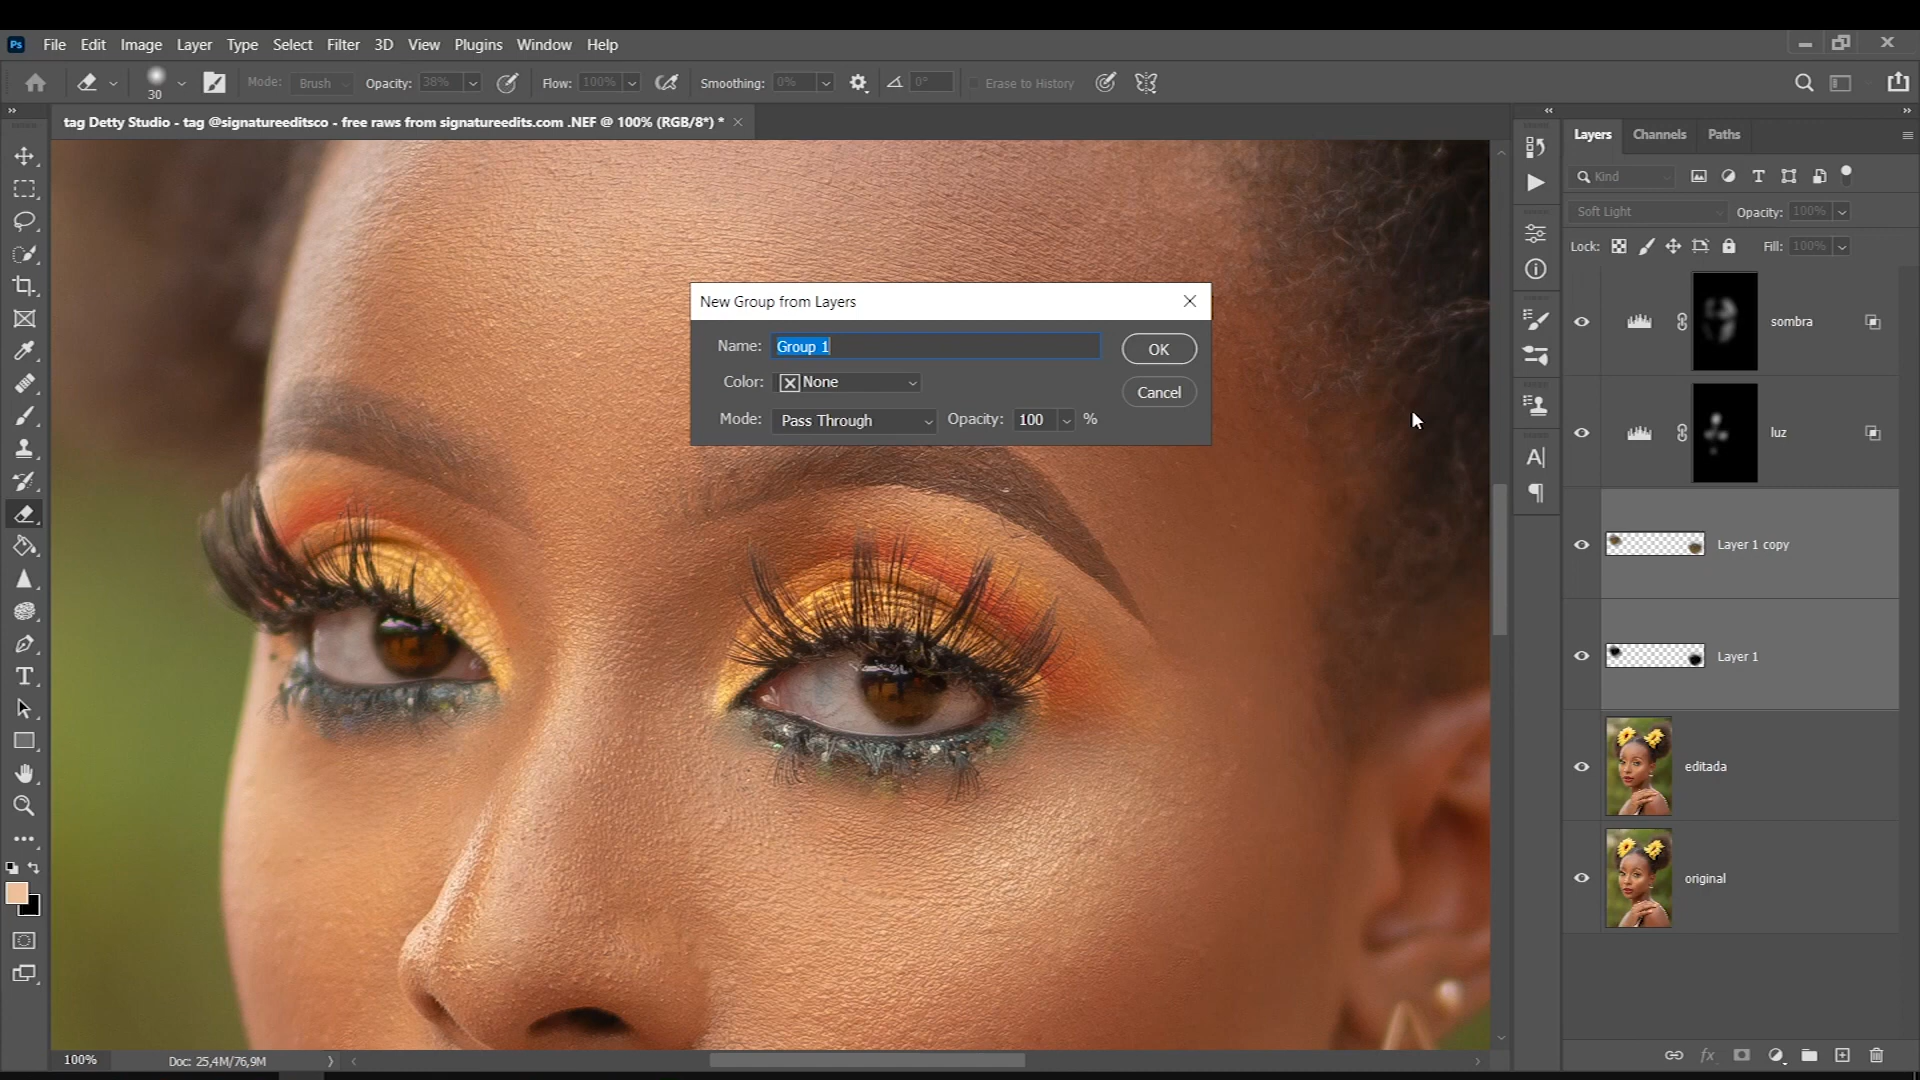 Ps File Edit Image Layer Type Select Filter 3D View Plugins Window Help
30 Mode: Brush Opacity: 38% Flow: 100% Smoothing: 0% 0° Erase to History
tag Detty Studio - tag @signatureeditsco - free raws from signatureedits.com .NEF @ 100% (RGB/8*) *
Layers Channels Paths
Kind
Soft Light Opacity: 100%
Lock: Fill: 100%
New Group from Layers
Name: Group 1 OK
Color: None Cancel
Mode: Pass Through Opacity: 100 %
sombra
luz
Layer 1 copy
Layer 1
editada
original
100% Doc: 25,4M/76,9M
fx